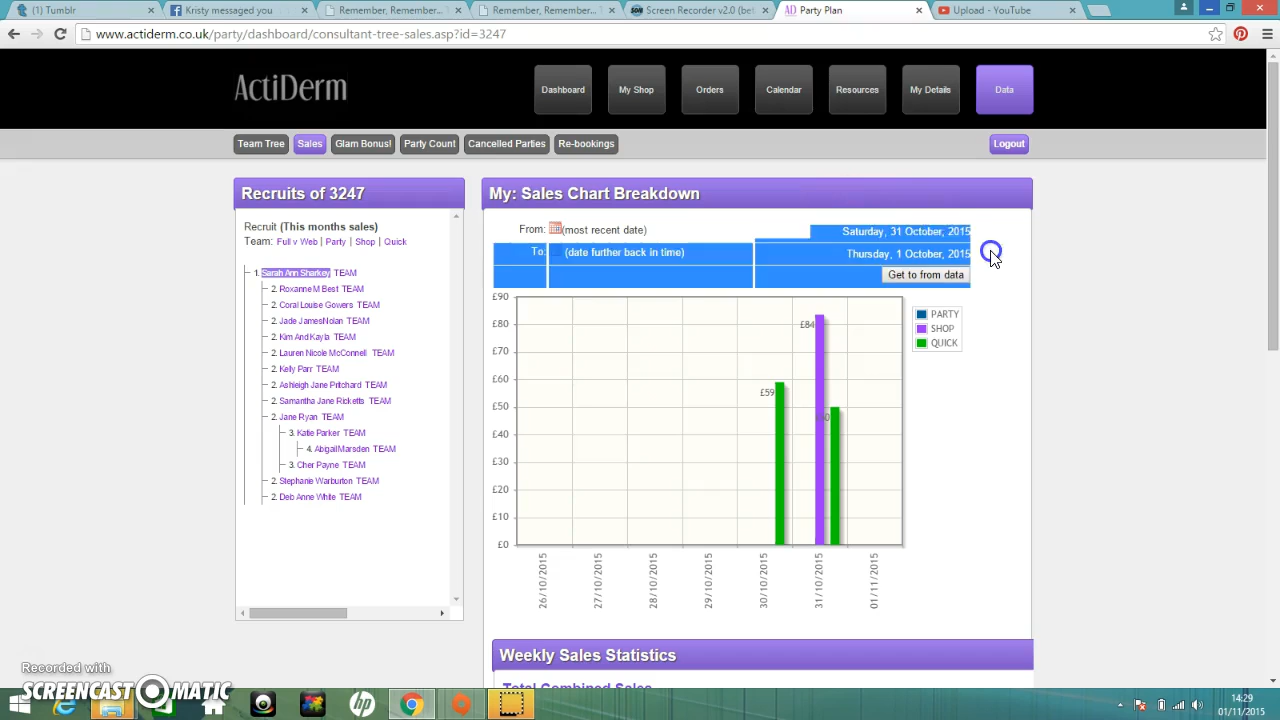 Tumblr
Kristy messaged you
Remember, Remember...
Remember, Remember...
Screen Recorder v2.0 (bet
AD Party Plan
Upload - YouTube
www.actiderm.co.uk/party/dashboard/consultant-tree-sales.asp?id=3247
ActiDerm
Dashboard
My Shop
Orders
Calendar
Resources
My Details
Data
Team Tree
Sales
Glam Bonus!
Party Count
Cancelled Parties
Re-bookings
Logout
Recruits of 3247
Recruit (This months sales)
Team: Full v Web | Party | Shop | Quick
1. Sarah Ann Sharkey TEAM
2. Roxanne M Best TEAM
2. Coral Louise Gowers TEAM
2. Jade JamesNolan TEAM
2. Kim And Kayla TEAM
2. Lauren Nicole McConnell TEAM
2. Kelly Parr TEAM
2. Ashleigh Jane Pritchard TEAM
2. Samantha Jane Ricketts TEAM
2. Jane Ryan TEAM
3. Katie Parker TEAM
4. AbigailMarsden TEAM
3. Cher Payne TEAM
2. Stephanie Warburton TEAM
2. Deb Anne White TEAM
My: Sales Chart Breakdown
From: (most recent date) Saturday, 31 October, 2015
To: (date further back in time) Thursday, 1 October, 2015
Get to from data
£90
£80
£70
£60
£50
£40
£30
£20
£10
£0
£59
£84
PARTY
SHOP
QUICK
26/10/2015
27/10/2015
28/10/2015
29/10/2015
30/10/2015
31/10/2015
01/11/2015
Weekly Sales Statistics
Total Combined Sales
Recorded with
SCREENCAST-O-MATIC
hp
14:29
01/11/2015